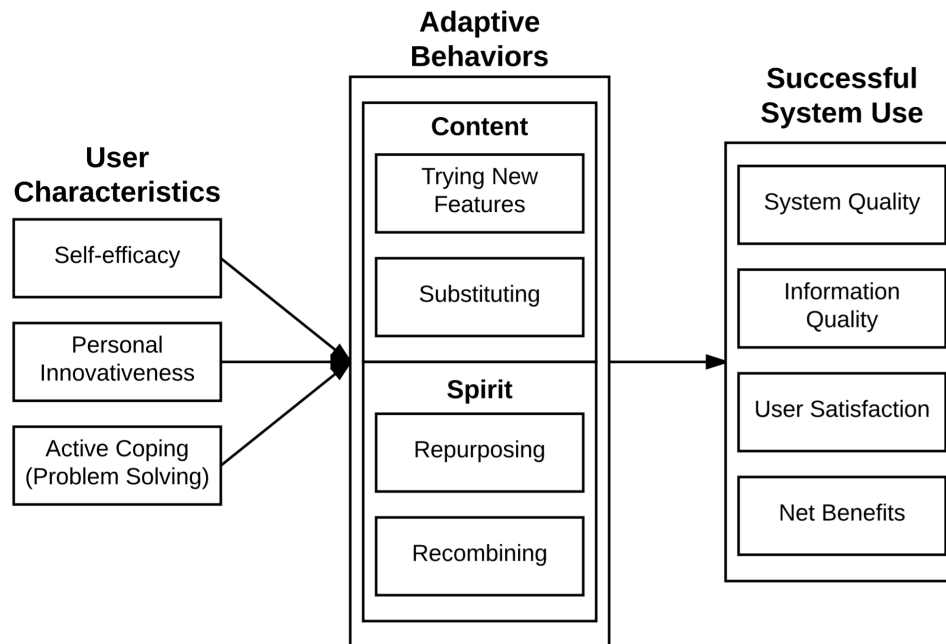 User
Characteristics
Self-efficacy
Personal
Innovativeness
Active Coping
(Problem Solving)
Adaptive
Behaviors
Content
Trying New
Features
Substituting
Spirit
Repurposing
Recombining
Successful
System Use
System Quality
Information
Quality
User Satisfaction
Net Benefits